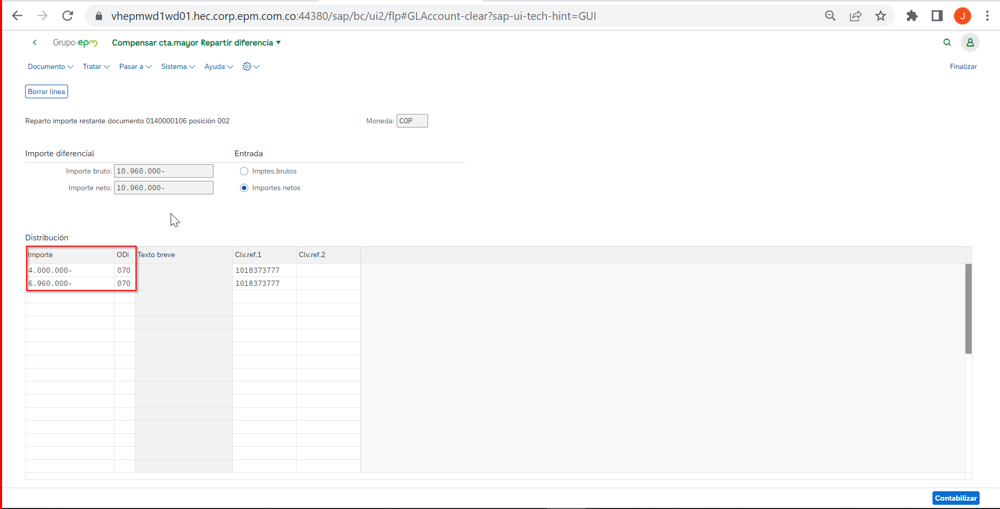 vhepmwd1wd01.hec.corp.epm.com.co:44380/sap/bc/ui2/flp#GLAccount-clear?sap-ui-tech-hint=GUI
J
Grupo·epm Compensar cta.mayor Repartir diferencia
Documento Tratar Pasar a Sistema Ayuda Finalizar
Borrar línea
Reparto importe restante documento 0140000106 posición 002 Moneda: COP
Importe diferencial Entrada
Importe bruto: 10.960.000- Imptes.brutos
Importe neto: 10.960.000- Importes netos
Distribución
Importe ODi Texto breve Clv.ref.1 Clv.ref.2
4.000.000- 070 1018373777
6.960.000- 070 1018373777
Contabilizar